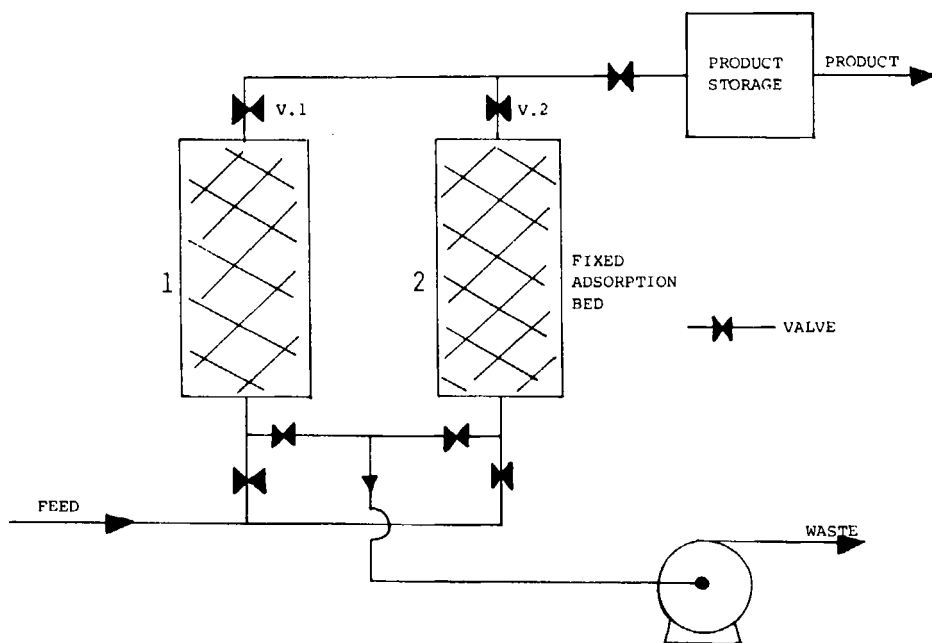 PRODUCT
STORAGE
PRODUCT
V.1
V.2
1
2
FIXED
ADSORPTION
BED
VALVE
FEED
WASTE